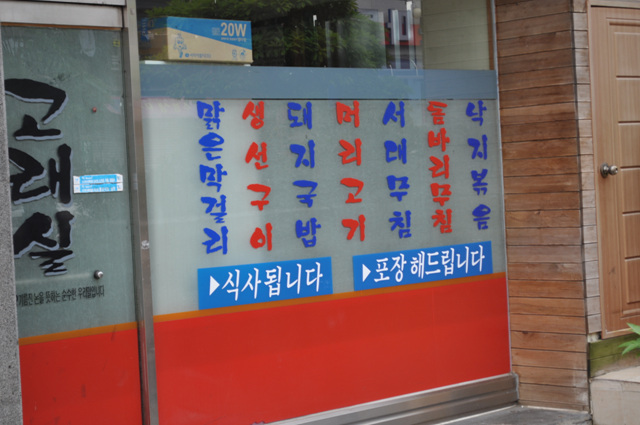 20W
고래실
맑은막걸리
생선구이
돼지국밥
머리고기
서대무침
돔바리무침
낙지볶음
▶식사됩니다
▶포장해드립니다